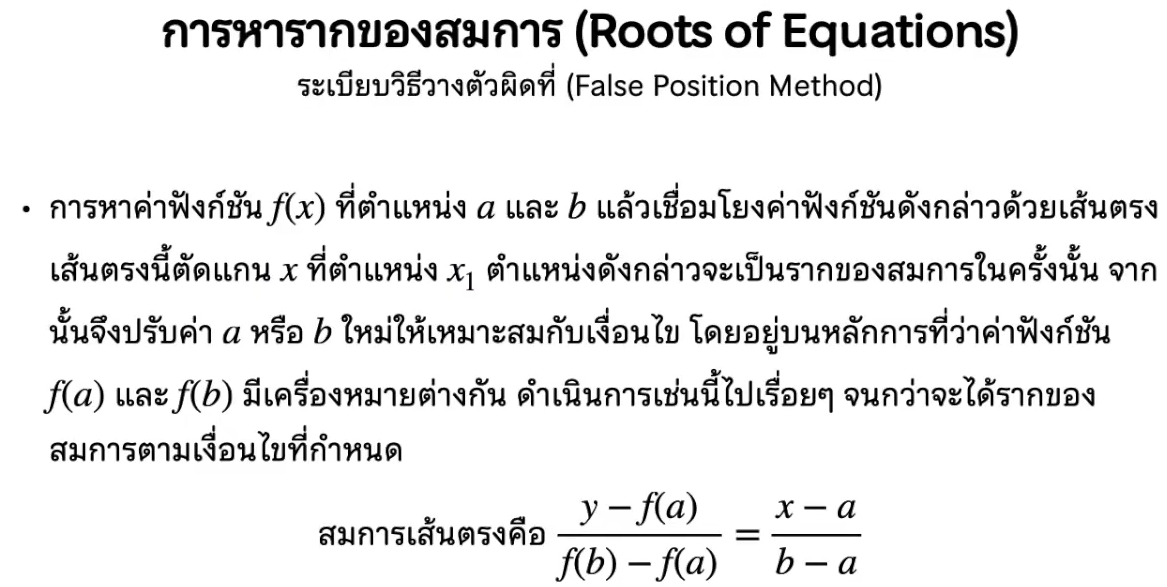 การหารากของสมการ (Roots of Equations)
ระเบียบวิธีวางตัวผิดที่ (False Position Method)
• การหาค่าฟังก์ชัน f(x) ที่ตำแหน่ง a และ b แล้วเชื่อมโยงค่าฟังก์ชันดังกล่าวด้วยเส้นตรง
เส้นตรงนี้ตัดแกน x ที่ตำแหน่ง x₁ ตำแหน่งดังกล่าวจะเป็นรากของสมการในครั้งนั้น จาก
นั้นจึงปรับค่า a หรือ b ใหม่ให้เหมาะสมกับเงื่อนไข โดยอยู่บนหลักการที่ว่าค่าฟังก์ชัน
f(a) และ f(b) มีเครื่องหมายต่างกัน ดำเนินการเช่นนี้ไปเรื่อยๆ จนกว่าจะได้รากของ
สมการตามเงื่อนไขที่กำหนด
สมการเส้นตรงคือ (y − f(a))/(f(b) − f(a)) = (x − a)/(b − a)